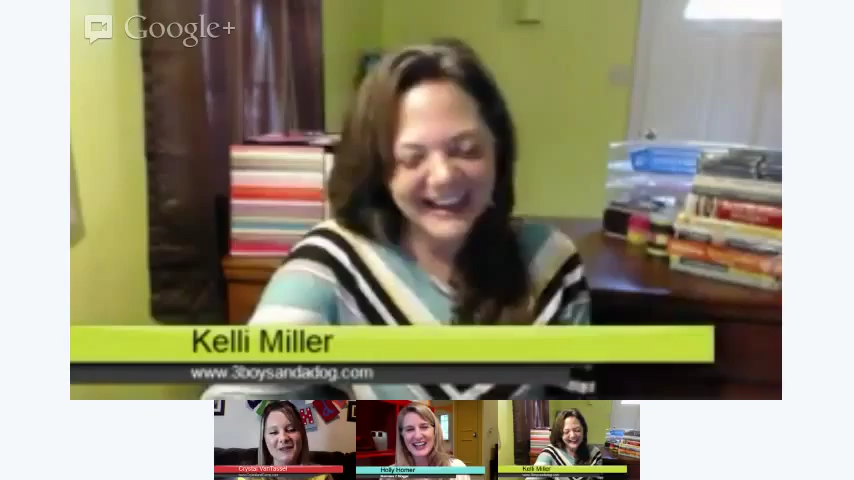 Google+
Kelli Miller
www.3boysandadog.com
Crystal VanTassel
Holly Homer
Kelli Miller